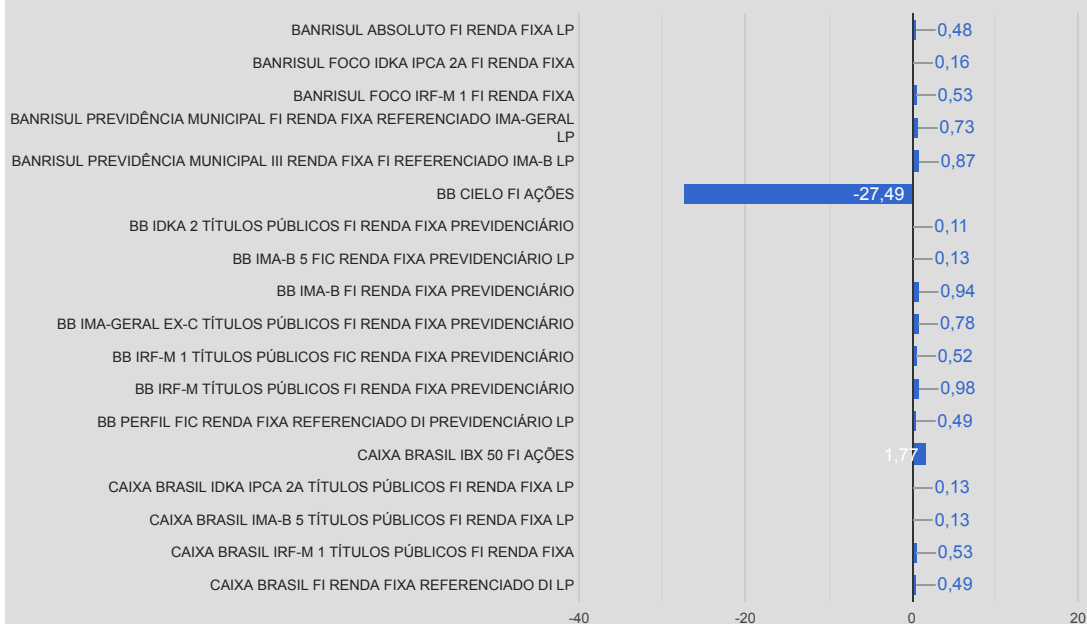 BANRISUL ABSOLUTO FI RENDA FIXA LP 0,48
BANRISUL FOCO IDKA IPCA 2A FI RENDA FIXA 0,16
BANRISUL FOCO IRF-M 1 FI RENDA FIXA 0,53
BANRISUL PREVIDÊNCIA MUNICIPAL FI RENDA FIXA REFERENCIADO IMA-GERAL
LP 0,73
BANRISUL PREVIDÊNCIA MUNICIPAL III RENDA FIXA FI REFERENCIADO IMA-B LP 0,87
BB CIELO FI AÇÕES -27,49
BB IDKA 2 TÍTULOS PÚBLICOS FI RENDA FIXA PREVIDENCIÁRIO 0,11
BB IMA-B 5 FIC RENDA FIXA PREVIDENCIÁRIO LP 0,13
BB IMA-B FI RENDA FIXA PREVIDENCIÁRIO 0,94
BB IMA-GERAL EX-C TÍTULOS PÚBLICOS FI RENDA FIXA PREVIDENCIÁRIO 0,78
BB IRF-M 1 TÍTULOS PÚBLICOS FIC RENDA FIXA PREVIDENCIÁRIO 0,52
BB IRF-M TÍTULOS PÚBLICOS FI RENDA FIXA PREVIDENCIÁRIO 0,98
BB PERFIL FIC RENDA FIXA REFERENCIADO DI PREVIDENCIÁRIO LP 0,49
CAIXA BRASIL IBX 50 FI AÇÕES 1,77
CAIXA BRASIL IDKA IPCA 2A TÍTULOS PÚBLICOS FI RENDA FIXA LP 0,13
CAIXA BRASIL IMA-B 5 TÍTULOS PÚBLICOS FI RENDA FIXA LP 0,13
CAIXA BRASIL IRF-M 1 TÍTULOS PÚBLICOS FI RENDA FIXA 0,53
CAIXA BRASIL FI RENDA FIXA REFERENCIADO DI LP 0,49
-40 -20 0 20